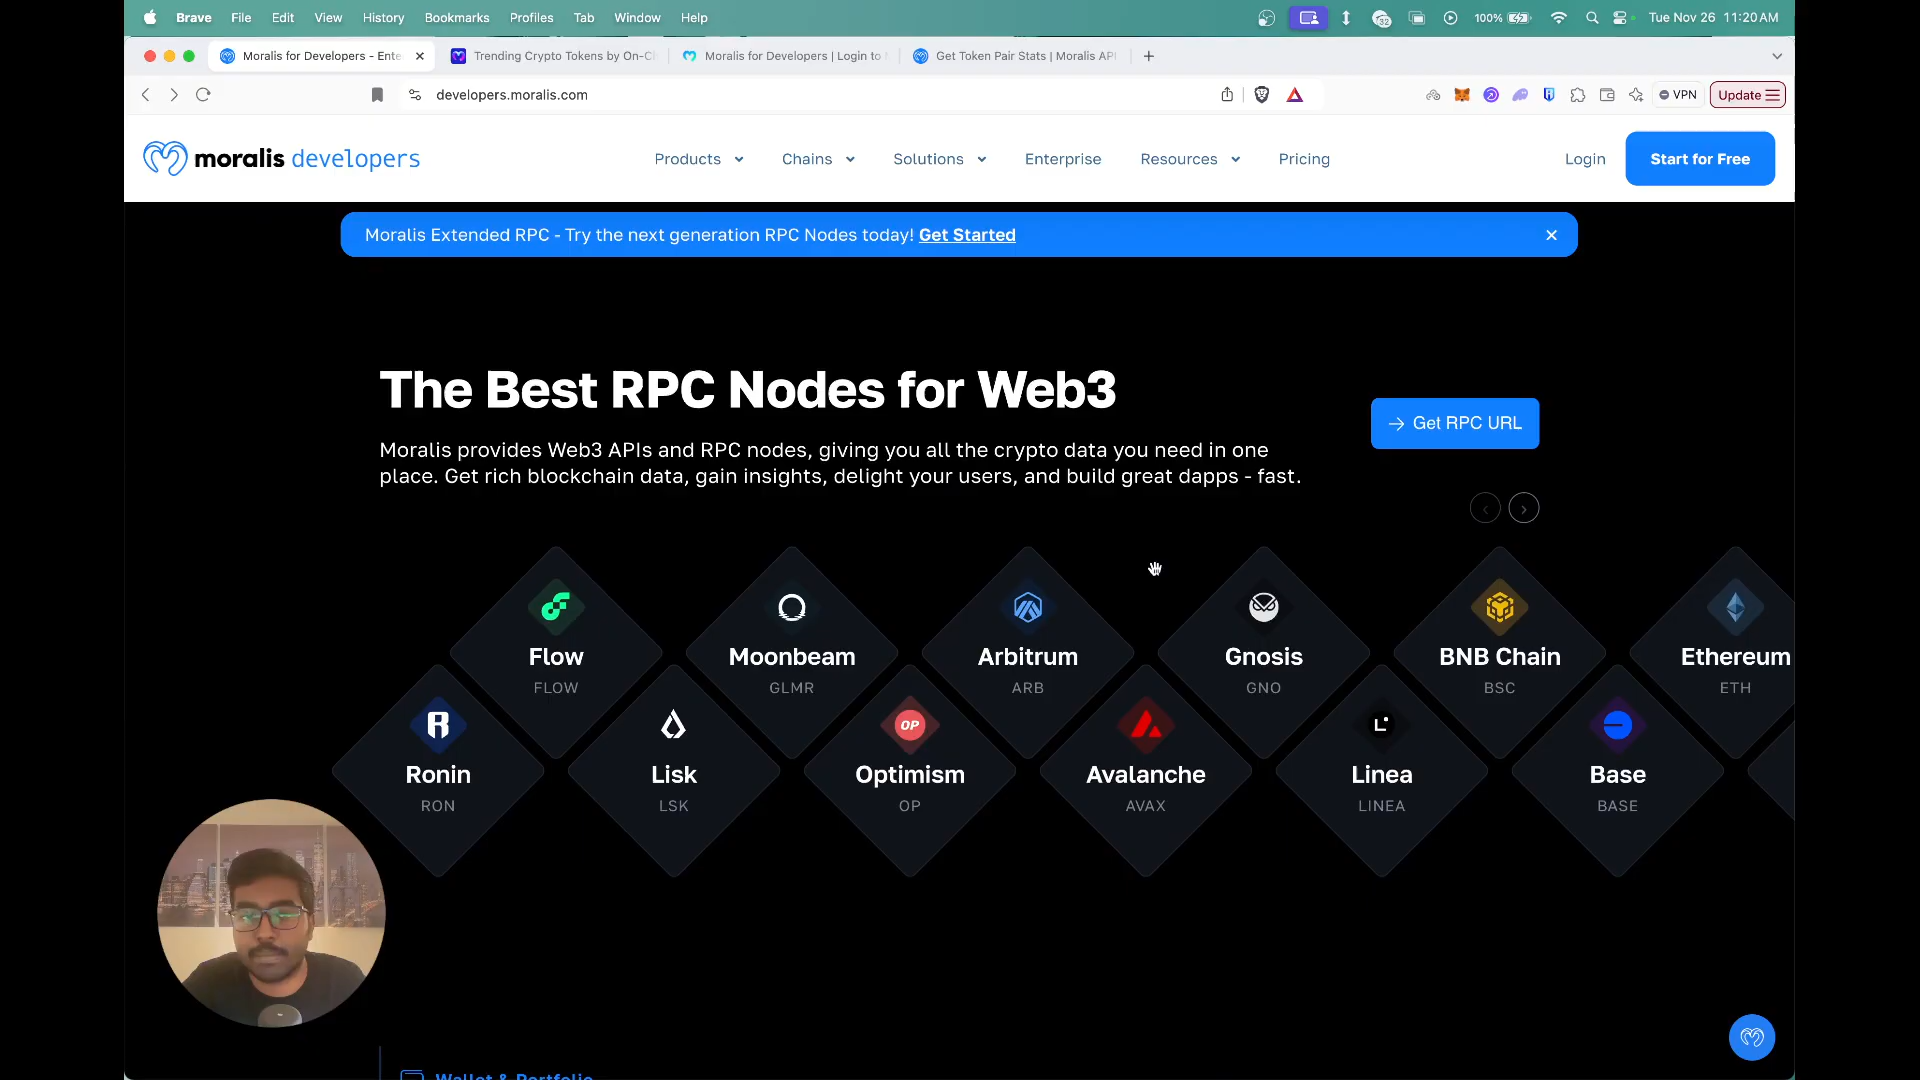 Brave File Edit View History Bookmarks Profiles Tab Window Help
32 100% Tue Nov 26 11:20 AM
Moralis for Developers - Ente
Trending Crypto Tokens by On-C
Moralis for Developers | Login to
Get Token Pair Stats | Moralis API
developers.moralis.com
VPN
Update
moralis developers
Products
Chains
Solutions
Enterprise
Resources
Pricing
Login
Start for Free
Moralis Extended RPC - Try the next generation RPC Nodes today! Get Started
The Best RPC Nodes for Web3
Get RPC URL
Moralis provides Web3 APIs and RPC nodes, giving you all the crypto data you need in one
place. Get rich blockchain data, gain insights, delight your users, and build great dapps - fast.
Flow
FLOW
Moonbeam
GLMR
Arbitrum
ARB
Gnosis
GNO
BNB Chain
BSC
Ethereum
ETH
Ronin
RON
Lisk
LSK
OP
Optimism
OP
Avalanche
AVAX
Linea
LINEA
Base
BASE
Wallet & Portfolio